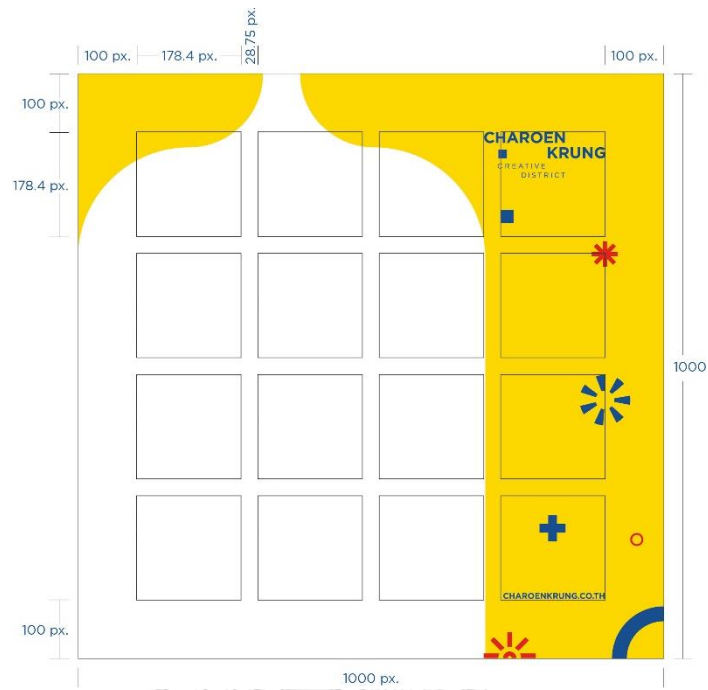 100 px.
178.4 px.
28.75 px.
100 px.
100 px.
178.4 px.
CHAROEN
KRUNG
CREATIVE
DISTRICT
1000
CHAROENKRUNG.CO.TH
100 px.
1000 px.